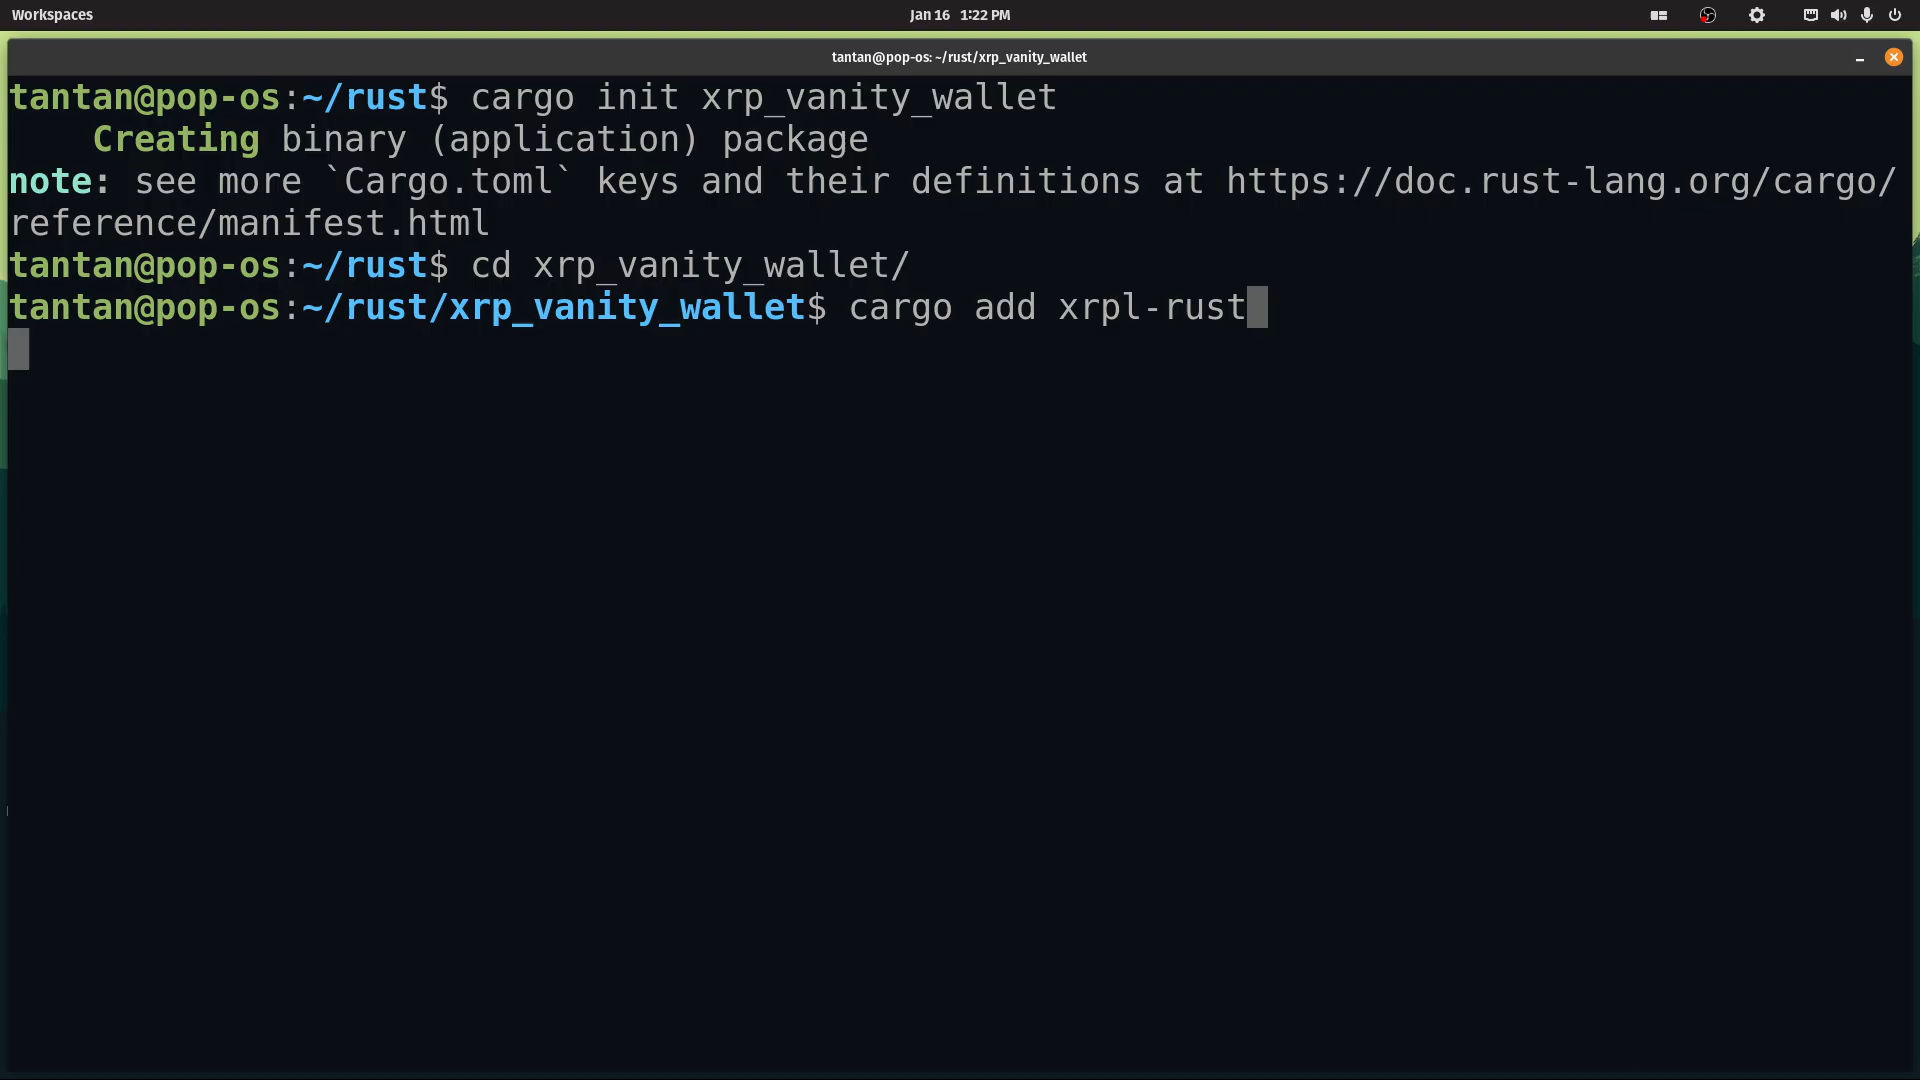 Workspaces
Jan 16 1:22 PM
tantan@pop-os: ~/rust/xrp_vanity_wallet
tantan@pop-os:~/rust$ cargo init xrp_vanity_wallet
    Creating binary (application) package
note: see more `Cargo.toml` keys and their definitions at https://doc.rust-lang.org/cargo/
reference/manifest.html
tantan@pop-os:~/rust$ cd xrp_vanity_wallet/
tantan@pop-os:~/rust/xrp_vanity_wallet$ cargo add xrpl-rust